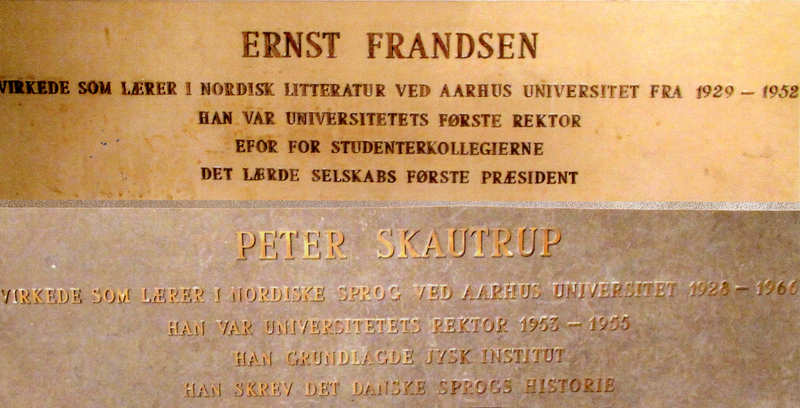 ERNST FRANDSEN
VIRKEDE SOM LÆRER I NORDISK LITTERATUR VED AARHUS UNIVERSITET FRA 1929 – 1952
HAN VAR UNIVERSITETETS FØRSTE REKTOR
EFOR FOR STUDENTERKOLLEGIERNE
DET LÆRDE SELSKABS FØRSTE PRÆSIDENT
PETER SKAUTRUP
VIRKEDE SOM LÆRER I NORDISKE SPROG VED AARHUS UNIVERSITET 1928 – 1966
HAN VAR UNIVERSITETETS REKTOR 1953 – 1955
HAN GRUNDLAGDE JYSK INSTITUT
HAN SKREV DET DANSKE SPROGS HISTORIE